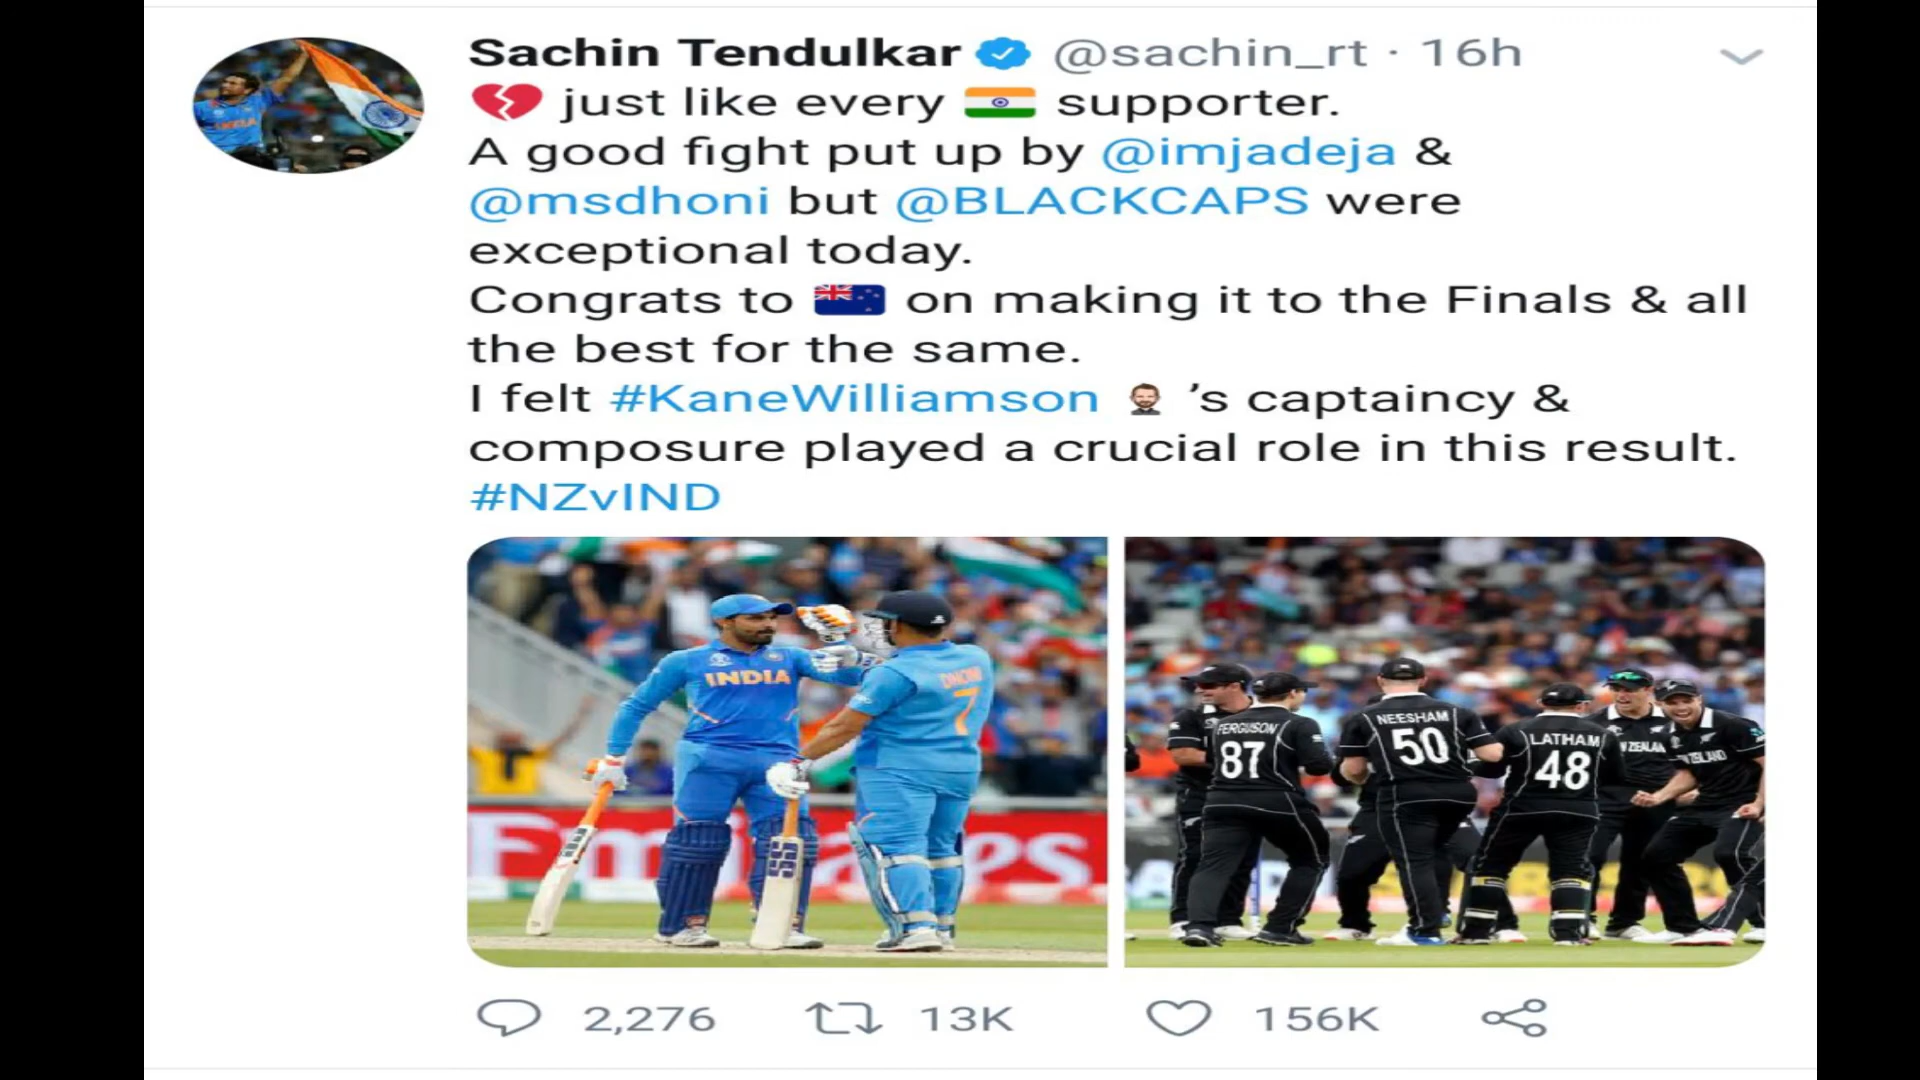 Sachin Tendulkar @sachin_rt · 16h
💔 just like every 🇮🇳 supporter.
A good fight put up by @imjadeja &
@msdhoni but @BLACKCAPS were
exceptional today.
Congrats to 🇳🇿 on making it to the Finals & all
the best for the same.
I felt #KaneWilliamson 's captaincy &
composure played a crucial role in this result.
#NZvIND
INDIA
DHONI
7
SS
Emirates
FERGUSON
87
NEESHAM
50
LATHAM
48
2,276 13K 156K